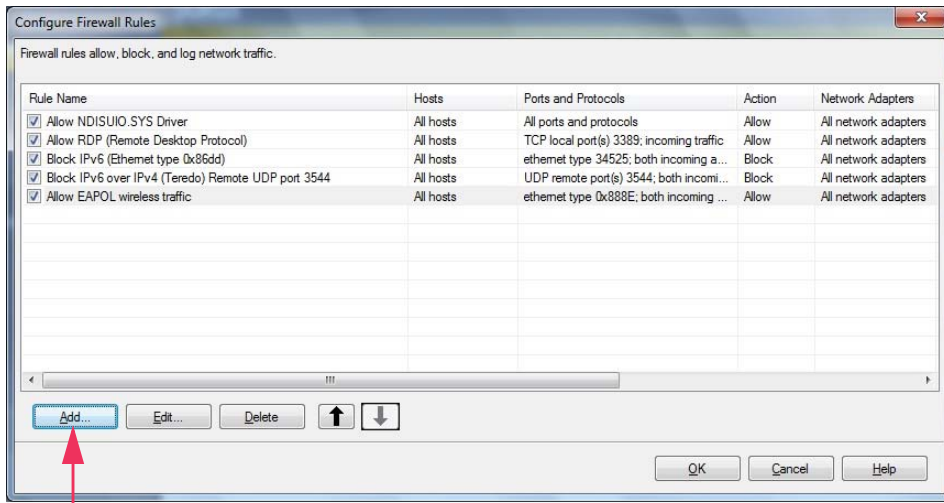 Configure Firewall Rules
Firewall rules allow, block, and log network traffic.
Rule Name Hosts Ports and Protocols Action Network Adapters
Allow NDISUIO.SYS Driver All hosts All ports and protocols Allow All network adapters
Allow RDP (Remote Desktop Protocol) All hosts TCP local port(s) 3389; incoming traffic Allow All network adapters
Block IPv6 (Ethernet type 0x86dd) All hosts ethernet type 34525; both incoming a... Block All network adapters
Block IPv6 over IPv4 (Teredo) Remote UDP port 3544 All hosts UDP remote port(s) 3544; both incomi... Block All network adapters
Allow EAPOL wireless traffic All hosts ethernet type 0x888E; both incoming ... Allow All network adapters
Add... Edit... Delete
OK Cancel Help